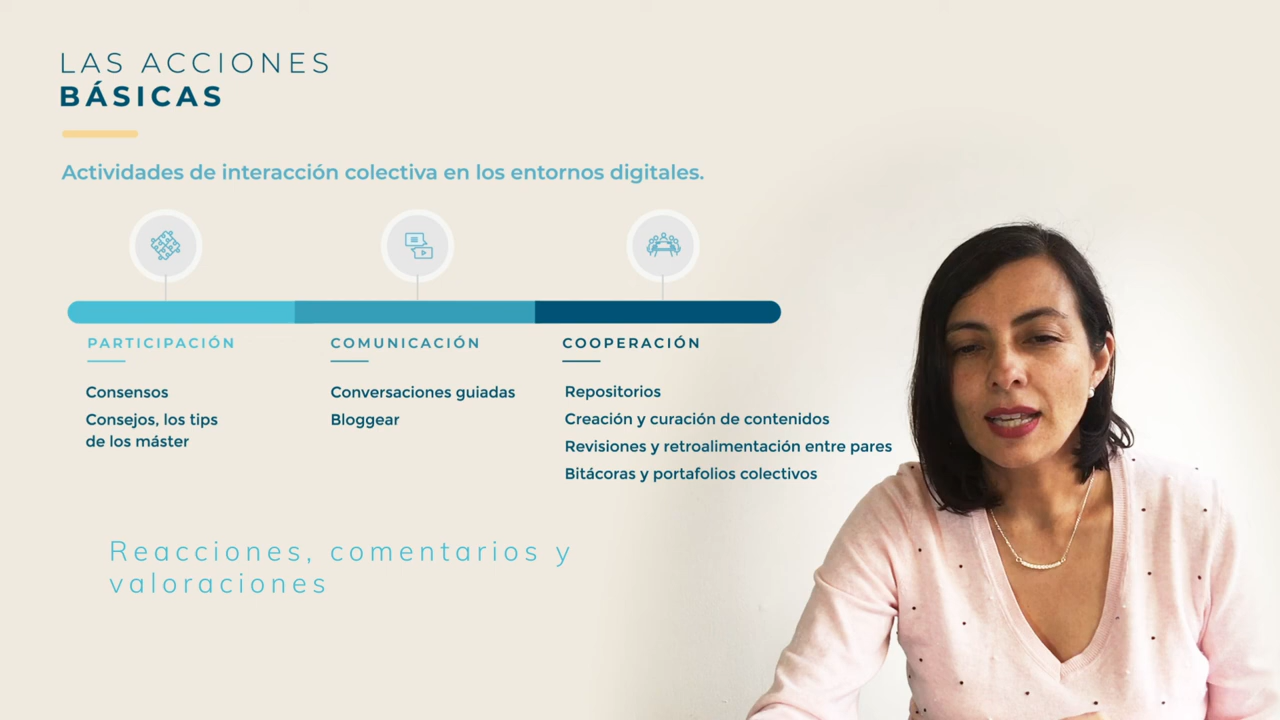 LAS ACCIONES
BÁSICAS
Actividades de interacción colectiva en los entornos digitales.
PARTICIPACIÓN
Consensos
Consejos, los tips
de los máster
COMUNICACIÓN
Conversaciones guiadas
Bloggear
COOPERACIÓN
Repositorios
Creación y curación de contenidos
Revisiones y retroalimentación entre pares
Bitácoras y portafolios colectivos
Reacciones, comentarios y
valoraciones